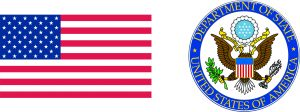 DEPARTMENT OF STATE
UNITED STATES OF AMERICA